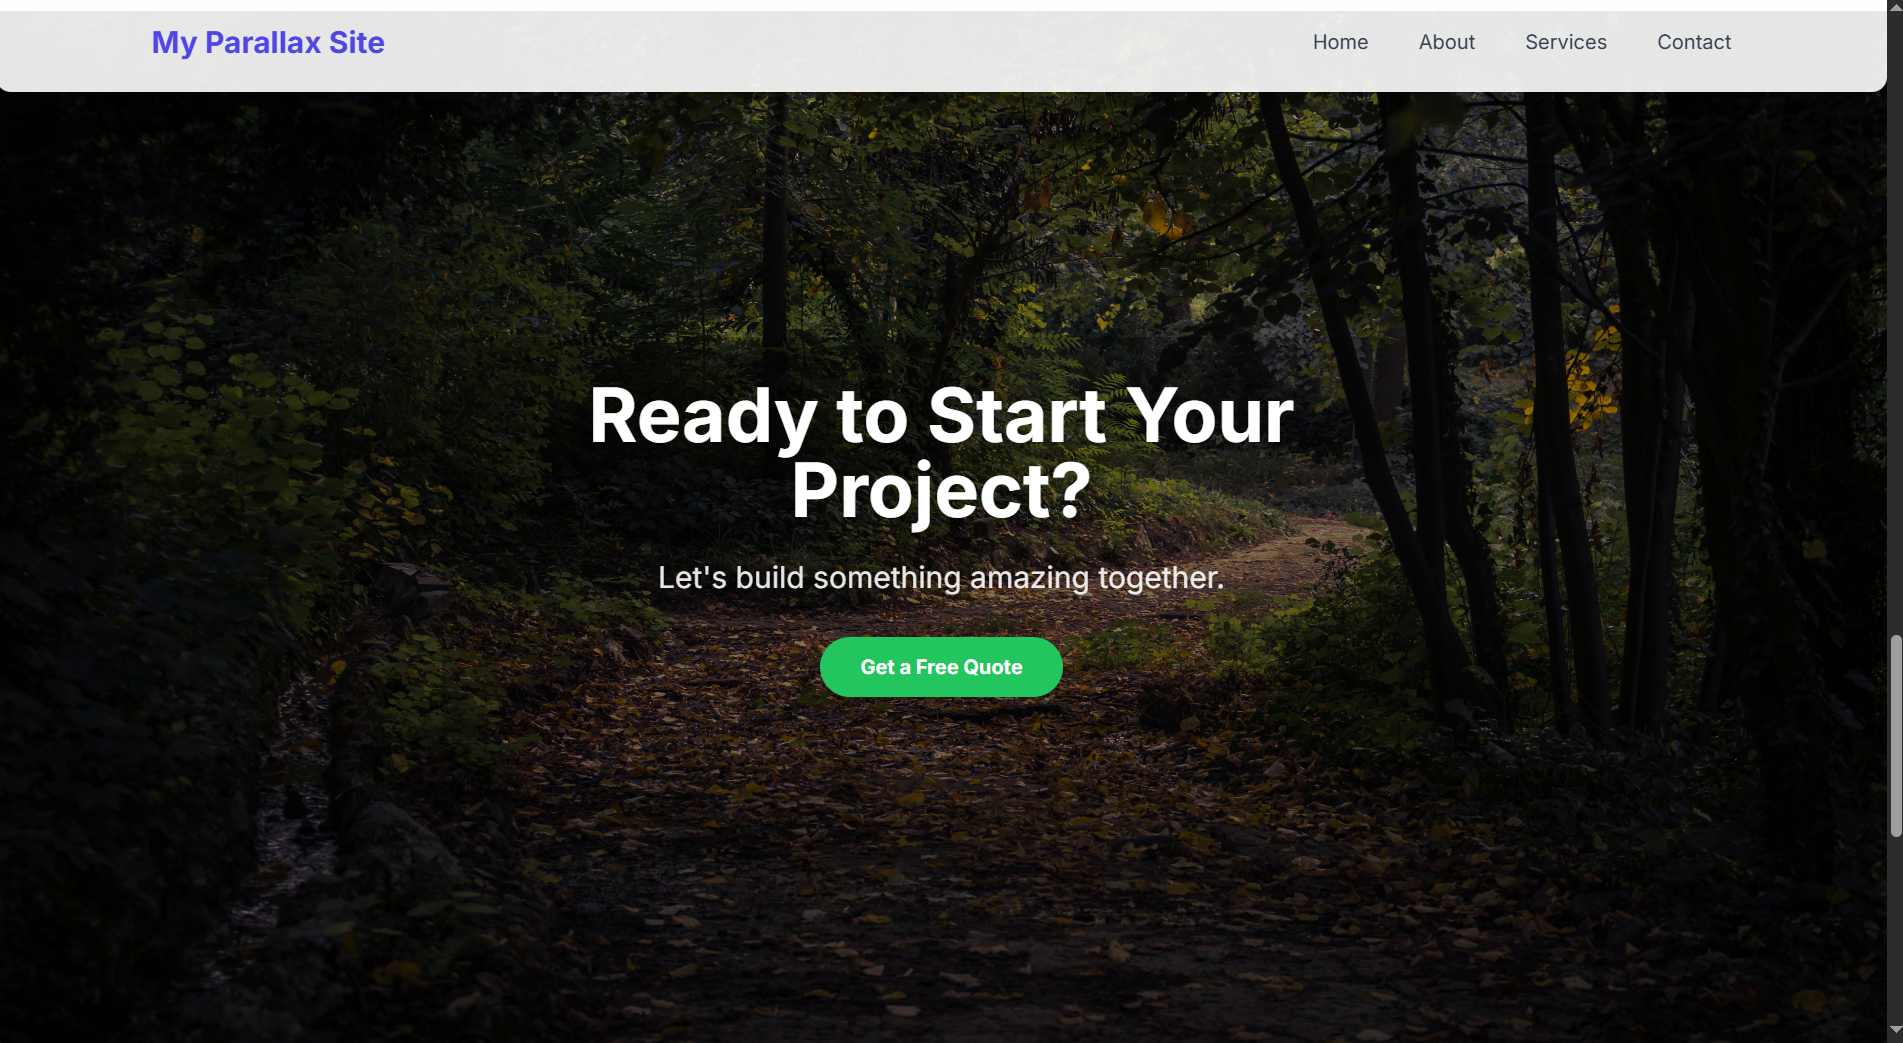 My Parallax Site
Home About Services Contact
Ready to Start Your
Project?
Let's build something amazing together.
Get a Free Quote